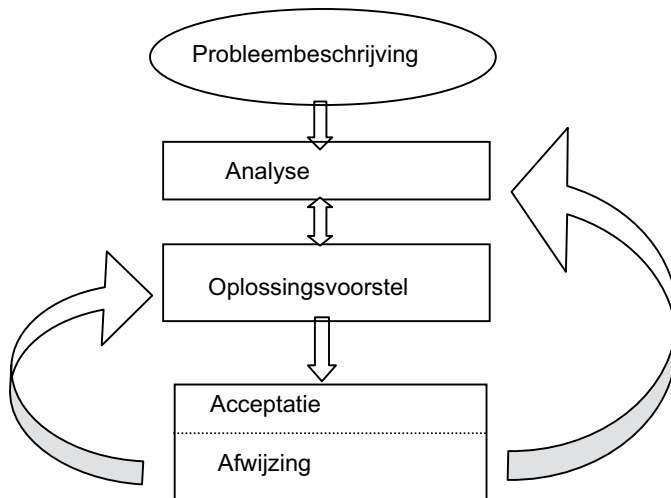 Probleembeschrijving
Analyse
Oplossingsvoorstel
Acceptatie
Afwijzing